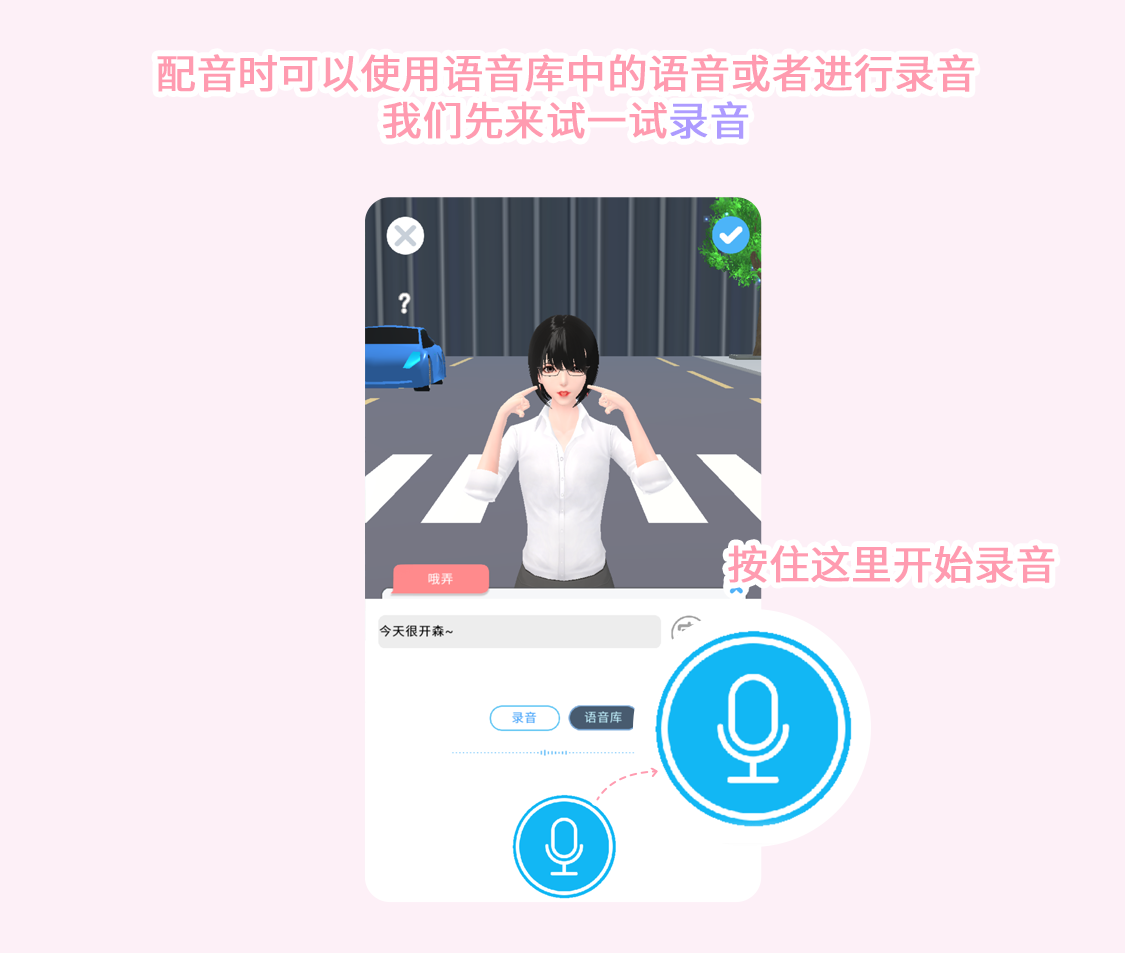 配音时可以使用语音库中的语音或者进行录音
我们先来试一试录音
?
按住这里开始录音
哦弄
今天很开森~
录音
语音库